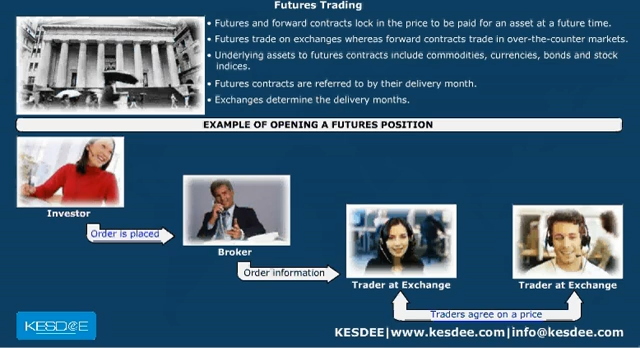 Futures Trading
• Futures and forward contracts lock in the price to be paid for an asset at a future time.
• Futures trade on exchanges whereas forward contracts trade in over-the-counter markets.
• Underlying assets to futures contracts include commodities, currencies, bonds and stock
indices.
• Futures contracts are referred to by their delivery month.
• Exchanges determine the delivery months.
EXAMPLE OF OPENING A FUTURES POSITION
Investor
Order is placed
Broker
Order information
Trader at Exchange
Trader at Exchange
Traders agree on a price
KESDEE
KESDEE|www.kesdee.com|info@kesdee.com